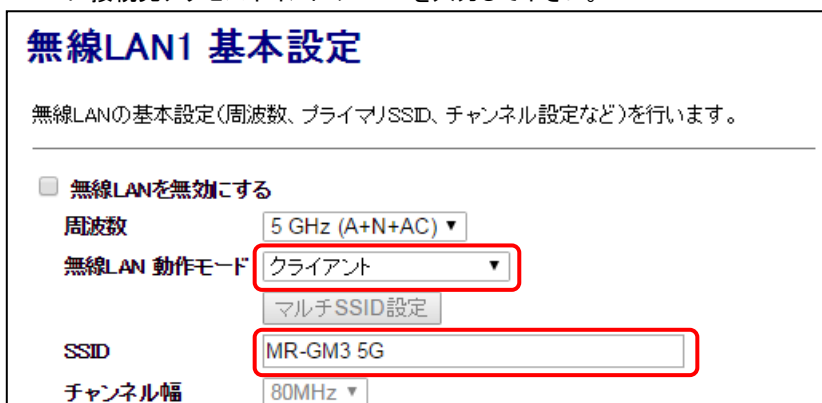 無線LAN1 基本設定
無線LANの基本設定(周波数、プライマリSSID、チャンネル設定など)を行います。
無線LANを無効にする
周波数 5 GHz (A+N+AC) ▼
無線LAN 動作モード クライアント ▼
マルチSSID設定
SSID MR-GM3 5G
チャンネル幅 80MHz ▼